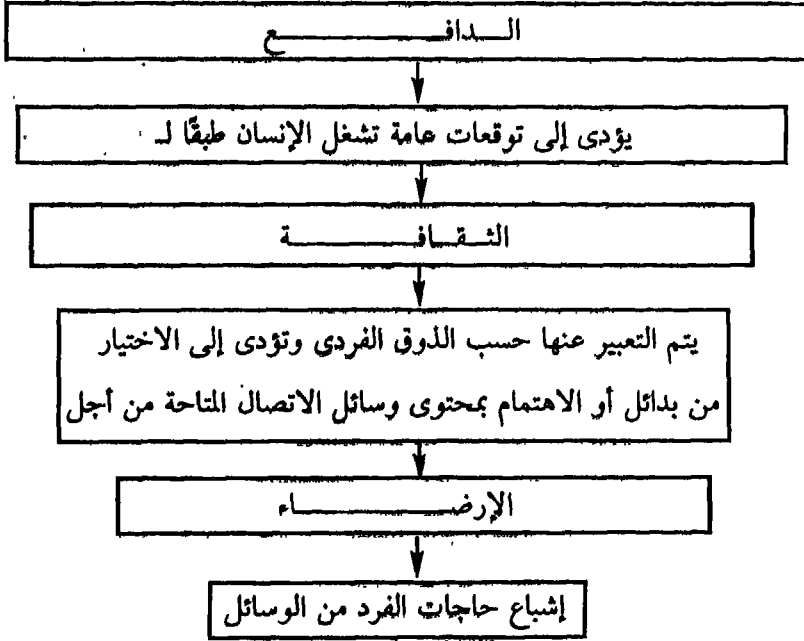 الدافع
يؤدى إلى توقعات عامة تشغل الإنسان طبقًا لـ
الثقافة
يتم التعبير عنها حسب الذوق الفردي وتؤدى إلى الاختيار
من بدائل أو الاهتمام بمحتوى وسائل الاتصال المتاحة من أجل
الإرضاء
إشباع حاجات الفرد من الوسائل